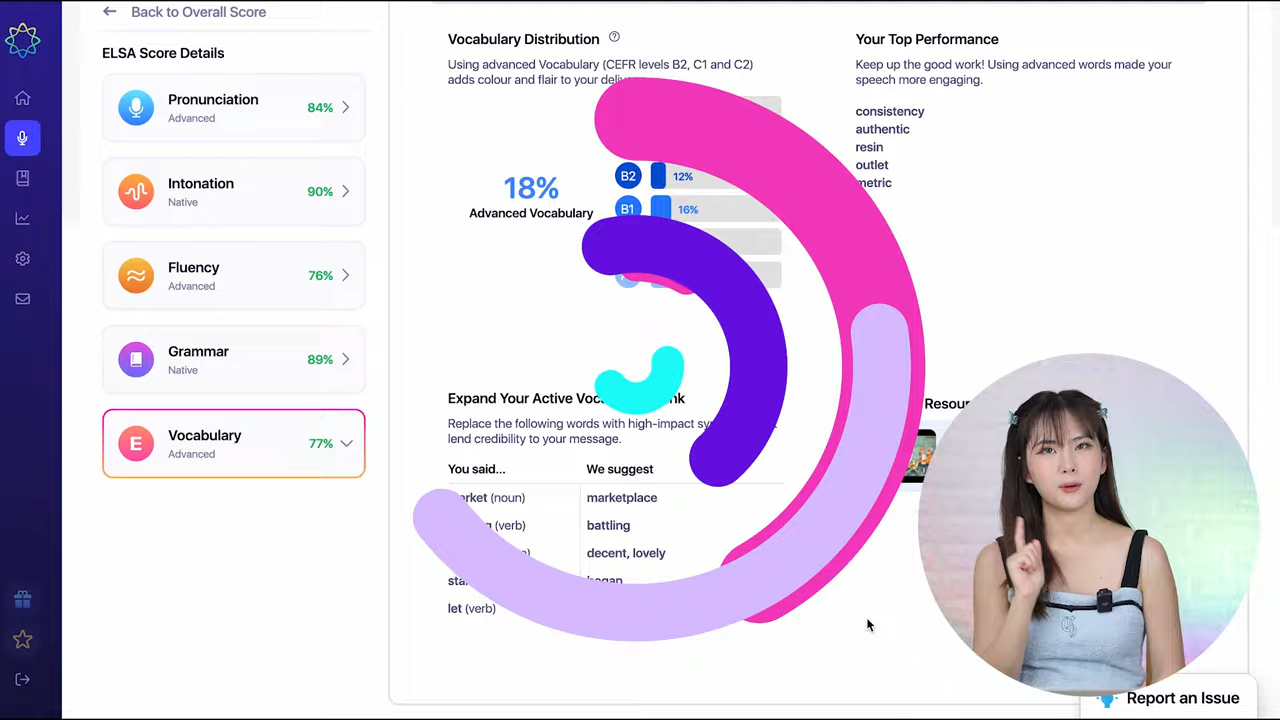 Back to Overall Score
ELSA Score Details
Pronunciation
Advanced
84%
Intonation
Native
90%
Fluency
Advanced
76%
Grammar
Native
89%
E
Vocabulary
Advanced
77%
Vocabulary Distribution
Using advanced Vocabulary (CEFR levels B2, C1 and C2)
adds colour and flair to your
18%
Advanced Vocabulary
B2
12%
B1
16%
Your Top Performance
Keep up the good work! Using advanced words made your
speech more engaging.
consistency
authentic
resin
outlet
Expand Your Active
Replace the following words with high-impact
lend credibility to your message.
You said...
We suggest
(noun)
marketplace
(verb)
battling
decent, lovely
let (verb)
Report an Issue